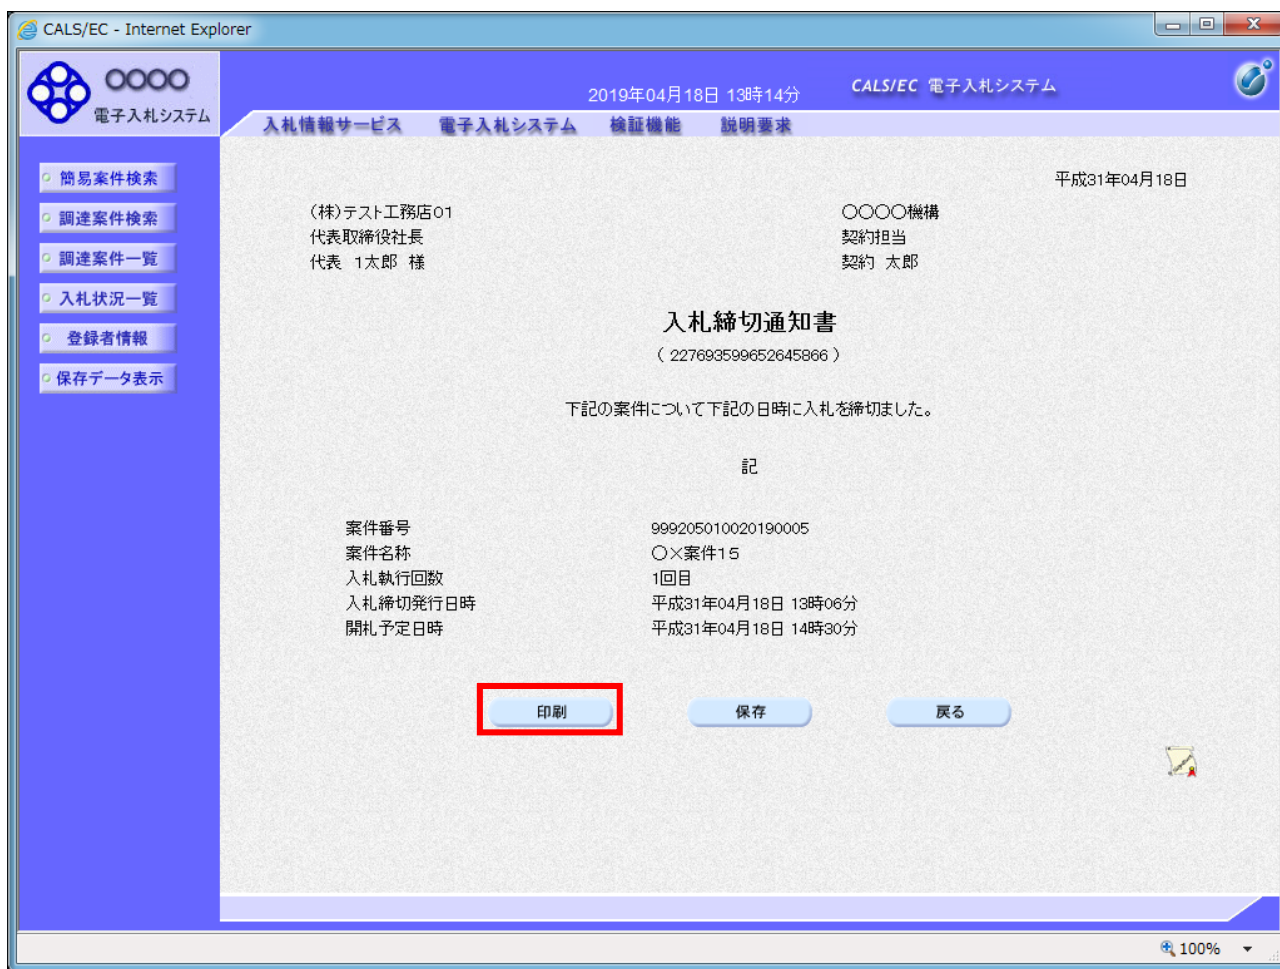 CALS/EC - Internet Explorer
〇〇〇〇
電子入札システム
2019年04月18日 13時14分
CALS/EC 電子入札システム
入札情報サービス 電子入札システム 検証機能 説明要求
簡易案件検索
調達案件検索
調達案件一覧
入札状況一覧
登録者情報
保存データ表示
平成31年04月18日
(株)テスト工務店01
代表取締役社長
代表 1太郎 様
〇〇〇〇機構
契約担当
契約 太郎
入札締切通知書
( 227693599652645866 )
下記の案件について下記の日時に入札を締切ました。
記
案件番号 999205010020190005
案件名称 〇×案件15
入札執行回数 1回目
入札締切発行日時 平成31年04月18日 13時06分
開札予定日時 平成31年04月18日 14時30分
印刷 保存 戻る
100%